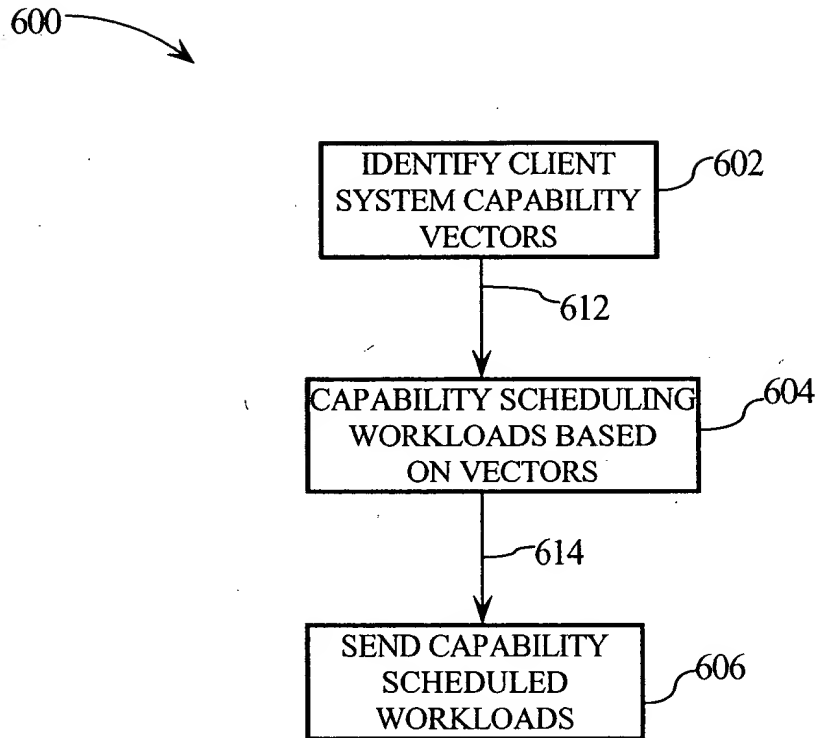 600
IDENTIFY CLIENT
SYSTEM CAPABILITY
VECTORS
602
612
CAPABILITY SCHEDULING
WORKLOADS BASED
ON VECTORS
604
614
SEND CAPABILITY
SCHEDULED
WORKLOADS
606